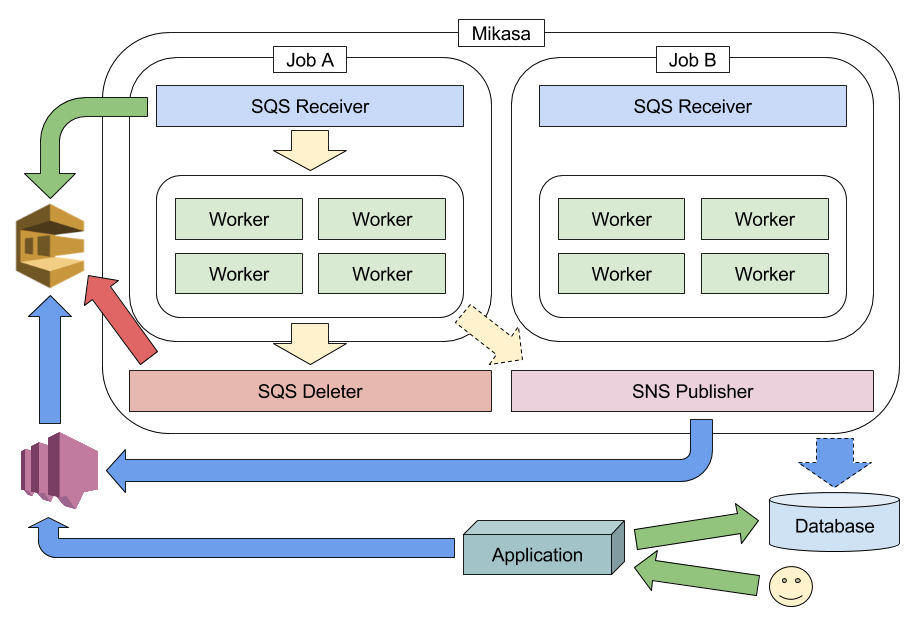 Mikasa
Job A
Job B
SQS Receiver
SQS Receiver
Worker
Worker
Worker
Worker
Worker
Worker
Worker
Worker
SQS Deleter
SNS Publisher
Database
Application